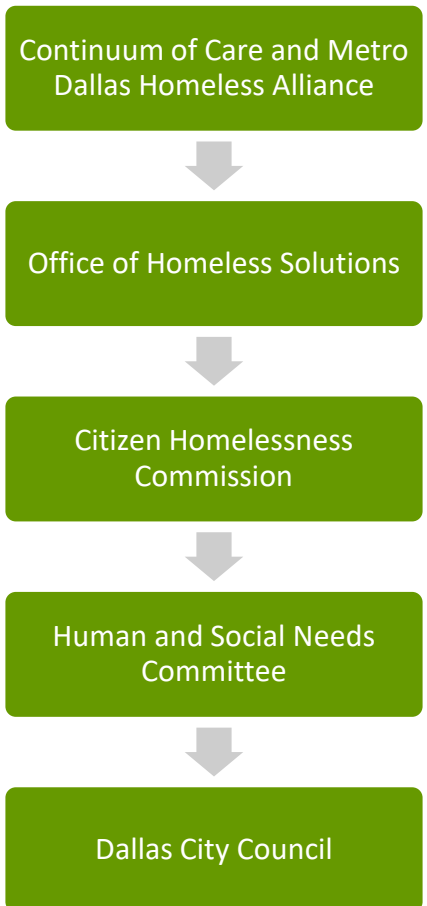 Continuum of Care and Metro
Dallas Homeless Alliance
Office of Homeless Solutions
Citizen Homelessness
Commission
Human and Social Needs
Committee
Dallas City Council